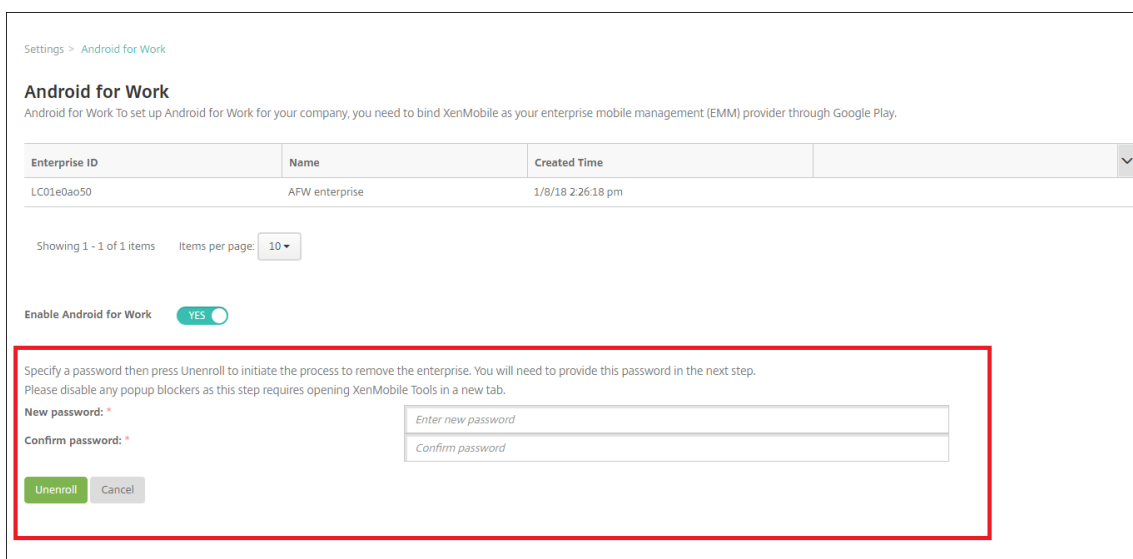 Settings > Android for Work
Android for Work
Android for Work To set up Android for Work for your company, you need to bind XenMobile as your enterprise mobile management (EMM) provider through Google Play.
Enterprise ID Name Created Time
LC01e0ao50 AFW enterprise 1/8/18 2:26:18 pm
Showing 1 - 1 of 1 items Items per page: 10
Enable Android for Work YES
Specify a password then press Unenroll to initiate the process to remove the enterprise. You will need to provide this password in the next step.
Please disable any popup blockers as this step requires opening XenMobile Tools in a new tab.
New password: * Enter new password
Confirm password: * Confirm password
Unenroll Cancel